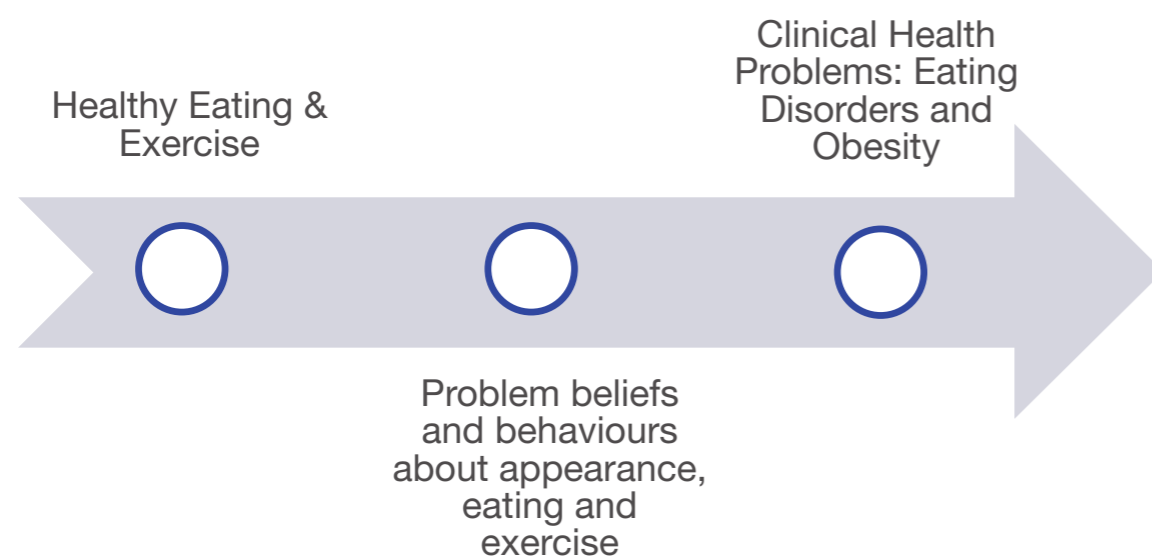 Healthy Eating &
Exercise
Problem beliefs
and behaviours
about appearance,
eating and
exercise
Clinical Health
Problems: Eating
Disorders and
Obesity